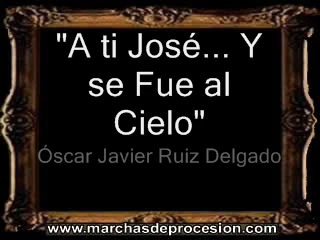 "A ti José... Y
se Fue al
Cielo"
Óscar Javier Ruiz Delgado
www.marchasdeprocesion.com